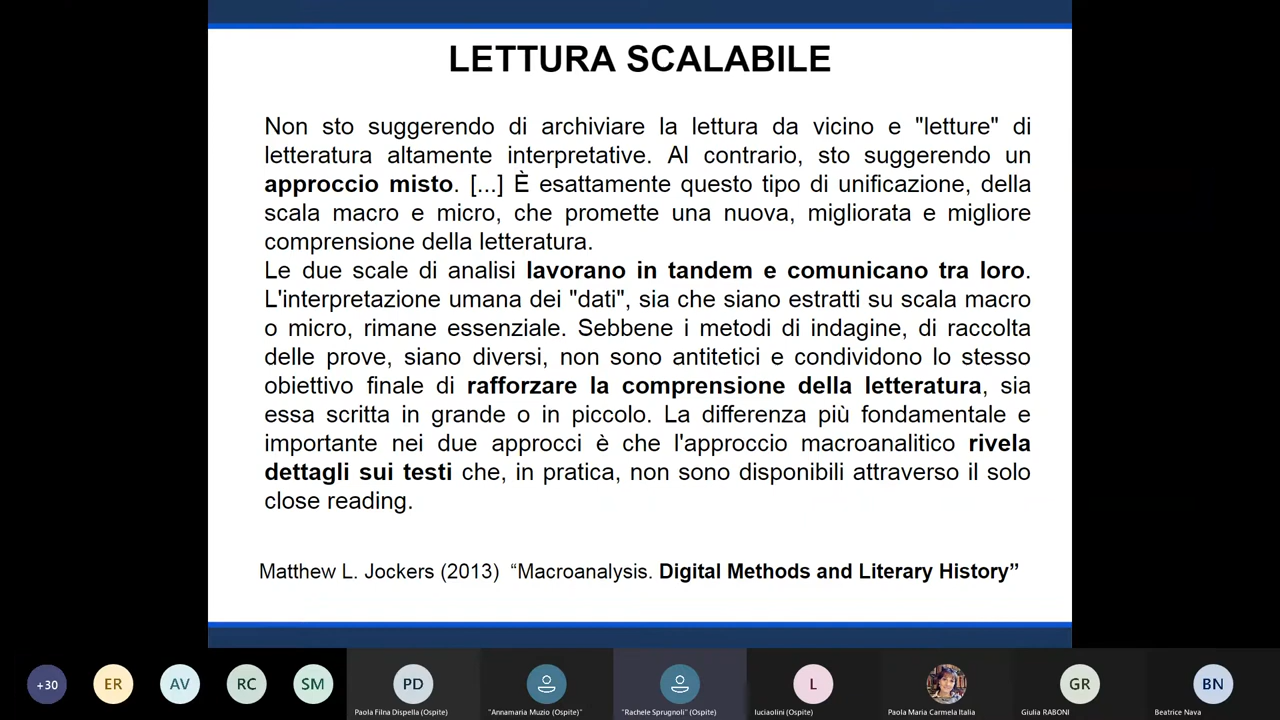 LETTURA SCALABILE
Non sto suggerendo di archiviare la lettura da vicino e "letture" di
letteratura altamente interpretative. Al contrario, sto suggerendo un
approccio misto. [...] È esattamente questo tipo di unificazione, della
scala macro e micro, che promette una nuova, migliorata e migliore
comprensione della letteratura.
Le due scale di analisi lavorano in tandem e comunicano tra loro.
L'interpretazione umana dei "dati", sia che siano estratti su scala macro
o micro, rimane essenziale. Sebbene i metodi di indagine, di raccolta
delle prove, siano diversi, non sono antitetici e condividono lo stesso
obiettivo finale di rafforzare la comprensione della letteratura, sia
essa scritta in grande o in piccolo. La differenza più fondamentale e
importante nei due approcci è che l'approccio macroanalitico rivela
dettagli sui testi che, in pratica, non sono disponibili attraverso il solo
close reading.
Matthew L. Jockers (2013) “Macroanalysis. Digital Methods and Literary History”
+30 ER AV RC SM PD L GR BN
Paola Filna Dispella (Ospite) "Annamaria Muzio (Ospite)" "Rachele Sprugnoli" (Ospite) luciaolini (Ospite) Paola Maria Carmela Italia Giulia RABONI Beatrice Nava